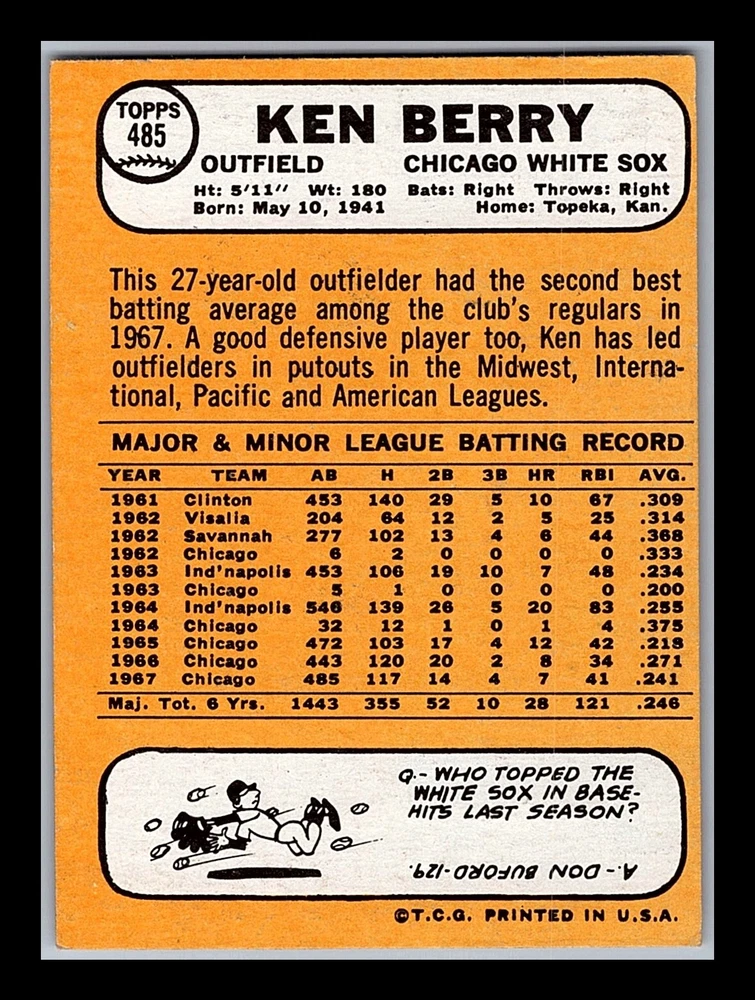 TOPPS
485
KEN BERRY
OUTFIELD CHICAGO WHITE SOX
Ht: 5'11" Wt: 180 Bats: Right Throws: Right
Born: May 10, 1941 Home: Topeka, Kan.
This 27-year-old outfielder had the second best
batting average among the club's regulars in
1967. A good defensive player too, Ken has led
outfielders in putouts in the Midwest, Interna-
tional, Pacific and American Leagues.
MAJOR & MINOR LEAGUE BATTING RECORD
YEAR TEAM AB H 2B 3B HR RBI AVG.
1961 Clinton 453 140 29 5 10 67 .309
1962 Visalia 204 64 12 2 5 25 .314
1962 Savannah 277 102 13 4 6 44 .368
1962 Chicago 6 2 0 0 0 0 .333
1963 Ind'napolis 453 106 19 10 7 48 .234
1963 Chicago 5 1 0 0 0 0 .200
1964 Ind'napolis 546 139 26 5 20 83 .255
1964 Chicago 32 12 1 0 1 4 .375
1965 Chicago 472 103 17 4 12 42 .218
1966 Chicago 443 120 20 2 8 34 .271
1967 Chicago 485 117 14 4 7 41 .241
Maj. Tot. 6 Yrs. 1443 355 52 10 28 121 .246
Q.- WHO TOPPED THE
WHITE SOX IN BASE-
HITS LAST SEASON?
A.- DON BUFORD-129.
©T.C.G. PRINTED IN U.S.A.